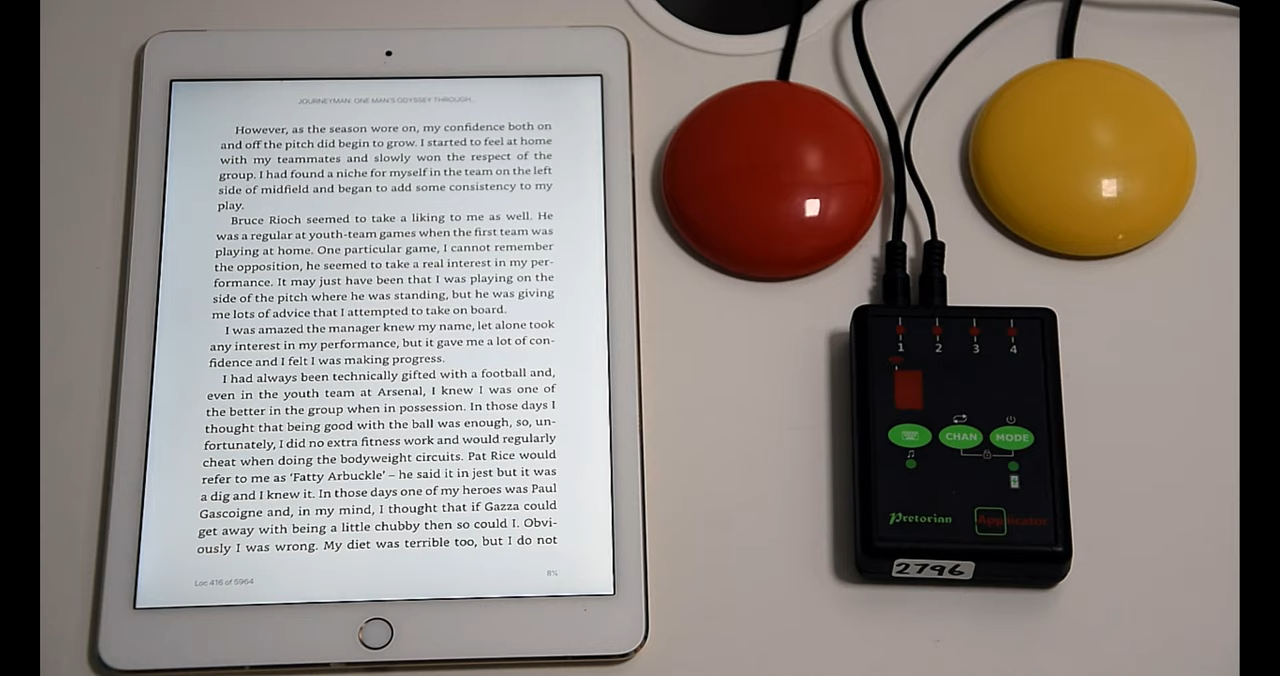 JOURNEYMAN: ONE MAN'S ODYSSEY THROUGH...
However, as the season wore on, my confidence both on
and off the pitch did begin to grow. I started to feel at home
with my teammates and slowly won the respect of the
group. I had found a niche for myself in the team on the left
side of midfield and began to add some consistency to my
play.
Bruce Rioch seemed to take a liking to me as well. He
was a regular at youth-team games when the first team was
playing at home. One particular game, I cannot remember
the opposition, he seemed to take a real interest in my per-
formance. It may just have been that I was playing on the
side of the pitch where he was standing, but he was giving
me lots of advice that I attempted to take on board.
I was amazed the manager knew my name, let alone took
any interest in my performance, but it gave me a lot of con-
fidence and I felt I was making progress.
I had always been technically gifted with a football and,
even in the youth team at Arsenal, I knew I was one of
the better in the group when in possession. In those days I
thought that being good with the ball was enough, so, un-
fortunately, I did no extra fitness work and would regularly
cheat when doing the bodyweight circuits. Pat Rice would
refer to me as 'Fatty Arbuckle' – he said it in jest but it was
a dig and I knew it. In those days one of my heroes was Paul
Gascoigne and, in my mind, I thought that if Gazza could
get away with being a little chubby then so could I. Obvi-
ously I was wrong. My diet was terrible too, but I do not
Loc 416 of 5964
8%
1 2 3 4
CHAN MODE
Pretorian Applicator
2796